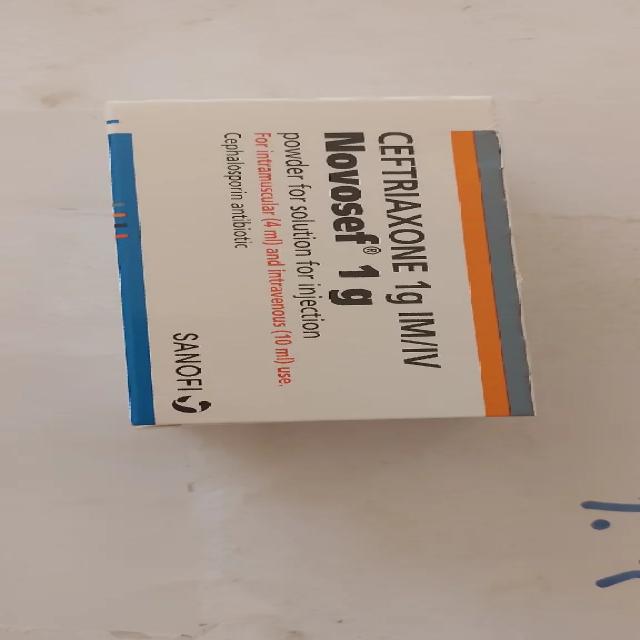 CEFTRIAXONE 1g IM/IV
Novosef® 1 g
powder for solution for injection
For intramuscular (4 ml) and intravenous (10 ml) use.
Cephalosporin antibiotic
SANOFI